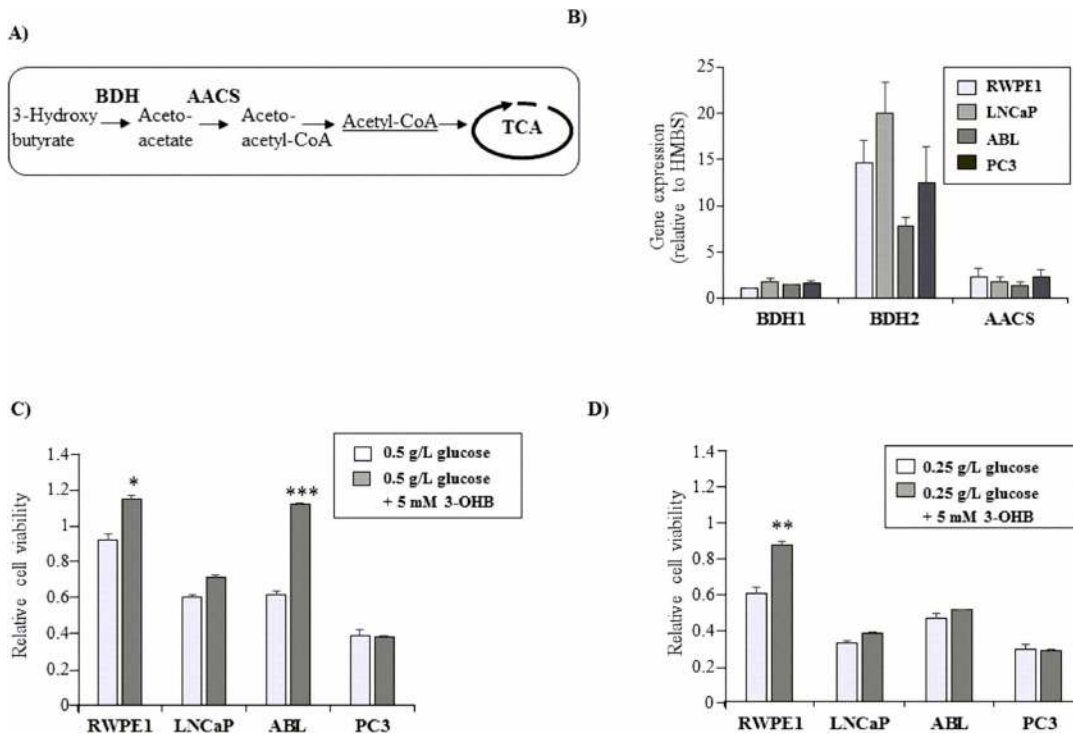 A)
BDH AACS
3-Hydroxy Aceto- Aceto- Acetyl-CoA TCA
butyrate acetate acetyl-CoA
B)
Gene expression
(relative to HMBS)
25
20
15
10
5
0
RWPE1
LNCaP
ABL
PC3
BDH1 BDH2 AACS
C)
Relative cell viability
1.4
1.2
1
0.8
0.6
0.4
0.2
0
0.5 g/L glucose
0.5 g/L glucose
+ 5 mM 3-OHB
* ***
RWPE1 LNCaP ABL PC3
D)
Relative cell viability
1.4
1.2
1
0.8
0.6
0.4
0.2
0
0.25 g/L glucose
0.25 g/L glucose
+ 5 mM 3-OHB
**
RWPE1 LNCaP ABL PC3